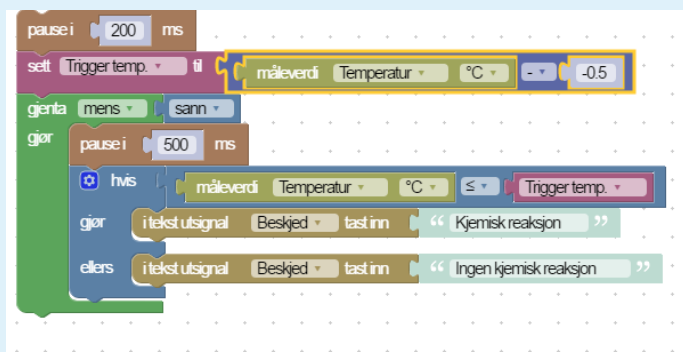 pause i 200 ms
sett Trigger temp. til måleverdi Temperatur °C - -0.5
gjenta mens sann
gjør pause i 500 ms
hvis måleverdi Temperatur °C ≤ Trigger temp.
gjør i tekst utsignal Beskjed tast inn “ Kjemisk reaksjon ”
ellers i tekst utsignal Beskjed tast inn “ Ingen kjemisk reaksjon ”